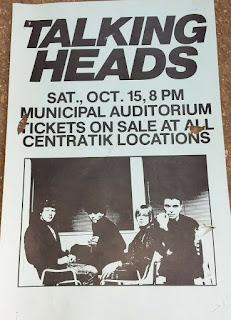 TALKING
HEADS
SAT., OCT. 15, 8 PM
MUNICIPAL AUDITORIUM
TICKETS ON SALE AT ALL
CENTRATIK LOCATIONS